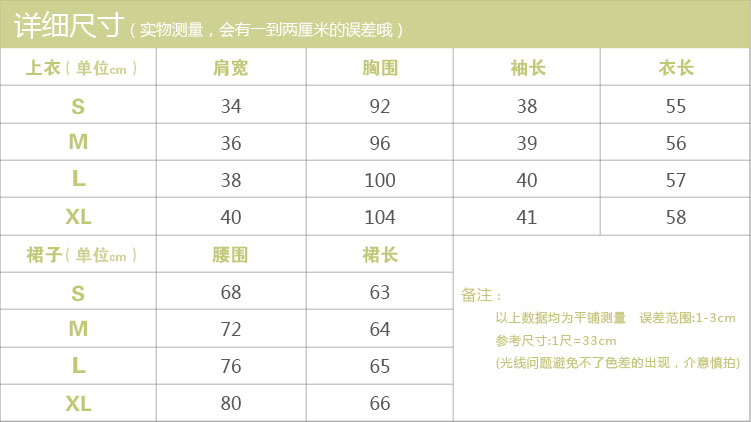 详细尺寸(实物测量，会有一到两厘米的误差哦)
上衣(单位cm) 肩宽 胸围 袖长 衣长
S 34 92 38 55
M 36 96 39 56
L 38 100 40 57
XL 40 104 41 58
裙子(单位cm) 腰围 裙长
S 68 63
M 72 64
L 76 65
XL 80 66
备注：
以上数据均为平铺测量 误差范围:1-3cm
参考尺寸:1尺=33cm
(光线问题避免不了色差的出现，介意慎拍)